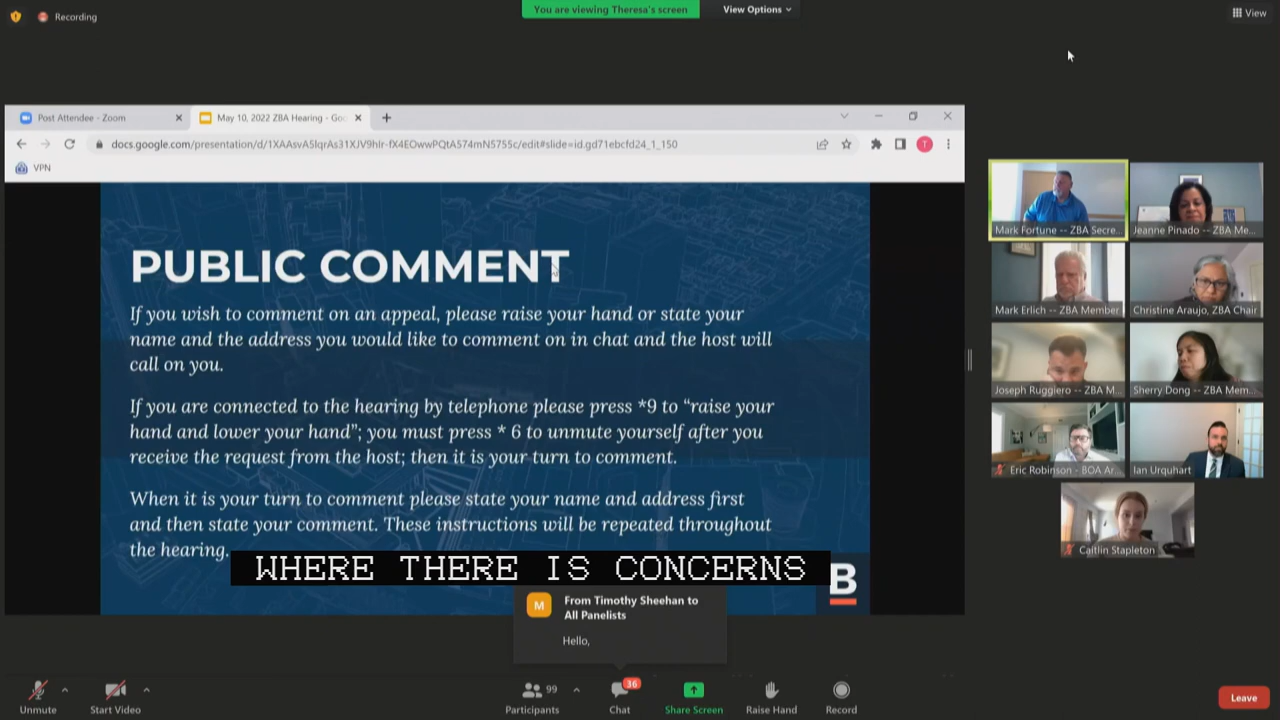 Recording
You are viewing Theresa's screen
View Options
View
Post Attendee - Zoom
May 10, 2022 ZBA Hearing - Goo
docs.google.com/presentation/d/1XAAsvA5lqrAs31XJV9hIr-fX4EOwwPQtA574mN5755c/edit#slide=id.gd71ebcfd24_1_150
T
VPN
PUBLIC COMMENT
If you wish to comment on an appeal, please raise your hand or state your
name and the address you would like to comment on in chat and the host will
call on you.
If you are connected to the hearing by telephone please press *9 to “raise your
hand and lower your hand”; you must press * 6 to unmute yourself after you
receive the request from the host; then it is your turn to comment.
When it is your turn to comment please state your name and address first
and then state your comment. These instructions will be repeated throughout
the hearing.
WHERE THERE IS CONCERNS
B
M
From Timothy Sheehan to
All Panelists
Hello,
Mark Fortune -- ZBA Secre...
Jeanne Pinado -- ZBA Me...
Mark Erlich -- ZBA Member
Christine Araujo, ZBA Chair
Joseph Ruggiero -- ZBA M...
Sherry Dong -- ZBA Mem...
Eric Robinson - BOA Ar...
Ian Urquhart
Caitlin Stapleton
Unmute
Start Video
99
Participants
36
Chat
Share Screen
Raise Hand
Record
Leave